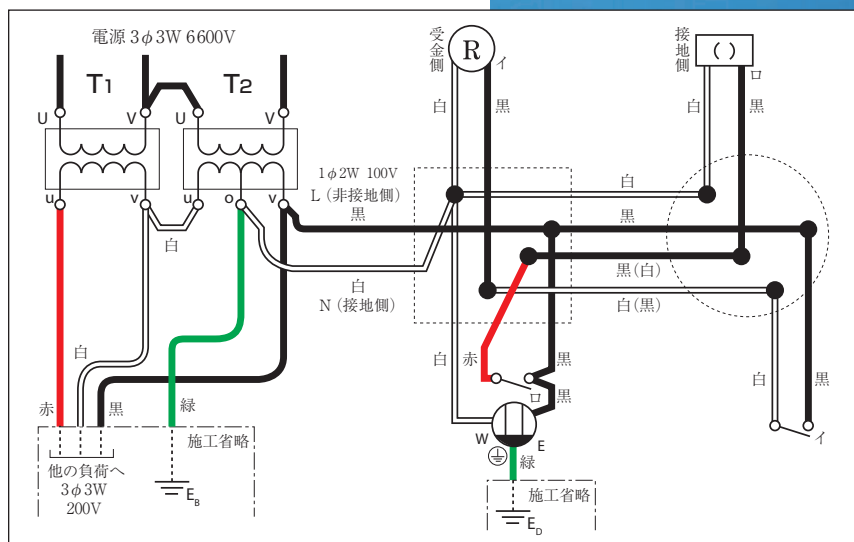 電源 3φ3W 6600V
T1
T2
U
V
U
V
u
v
u
o
v
白
1φ2W 100V
L (非接地側)
黒
白
N (接地側)
受金側
R
イ
白
黒
接地側
( )
ロ
白
黒
白
黒
黒(白)
白(黒)
白
赤
黒
ロ
黒
W
E
緑
白
黒
イ
白
赤
黒
緑
施工省略
他の負荷へ
3φ3W
200V
EB
施工省略
ED